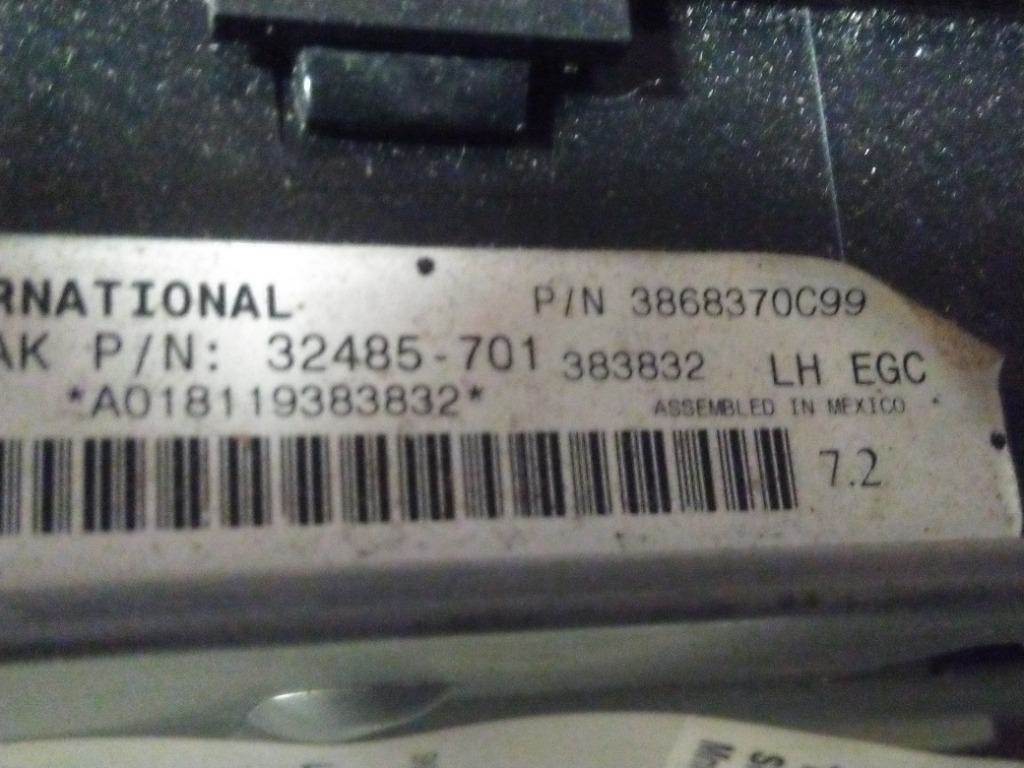 RNATIONAL P/N 3868370C99
AK P/N: 32485-701 383832 LH EGC
*A018119383832* ASSEMBLED IN MEXICO
7.2